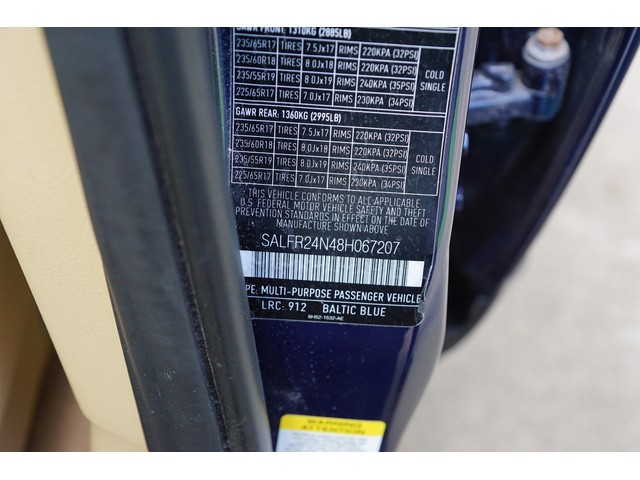 GAWR FRONT: 1310KG (2885LB)
235/65R17 TIRES 7.5Jx17 RIMS 220KPA (32PSI)
235/60R18 TIRES 8.0Jx18 RIMS 220KPA (32PSI) COLD
235/55R19 TIRES 8.0Jx19 RIMS 240KPA (35PSI) SINGLE
225/65R17 TIRES 7.0Jx17 RIMS 230KPA (34PSI)
GAWR REAR: 1360KG (2995LB)
235/65R17 TIRES 7.5Jx17 RIMS 220KPA (32PSI)
235/60R18 TIRES 8.0Jx18 RIMS 220KPA (32PSI) COLD
235/55R19 TIRES 8.0Jx19 RIMS 240KPA (35PSI) SINGLE
225/65R17 TIRES 7.0Jx17 RIMS 230KPA (34PSI)
THIS VEHICLE CONFORMS TO ALL APPLICABLE
U.S. FEDERAL MOTOR VEHICLE SAFETY AND THEFT
PREVENTION STANDARDS IN EFFECT ON THE DATE OF
MANUFACTURE SHOWN ABOVE
SALFR24N48H067207
PE: MULTI-PURPOSE PASSENGER VEHICLE
LRC: 912 BALTIC BLUE
6H52-1532-AE
WARNING
ATTENTION